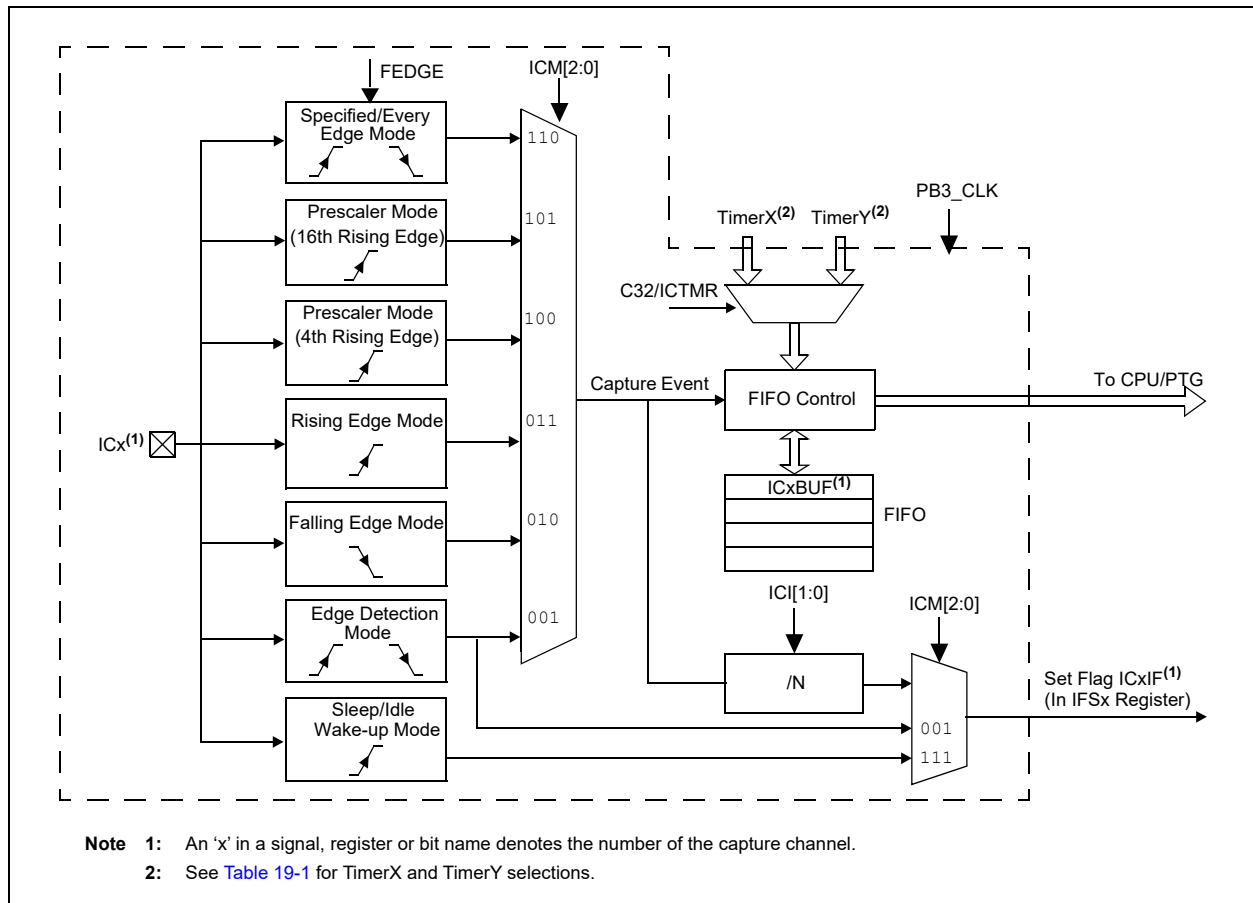 FEDGE
ICM[2:0]
Specified/Every
Edge Mode
110
PB3_CLK
Prescaler Mode
(16th Rising Edge)
101
TimerX(2)
TimerY(2)
C32/ICTMR
Prescaler Mode
(4th Rising Edge)
100
Capture Event
FIFO Control
To CPU/PTG
ICx(1)
Rising Edge Mode
011
ICxBUF(1)
FIFO
Falling Edge Mode
010
ICI[1:0]
ICM[2:0]
Edge Detection
Mode
001
/N
Set Flag ICxIF(1)
(In IFSx Register)
Sleep/Idle
Wake-up Mode
001
111
Note 1: An ‘x’ in a signal, register or bit name denotes the number of the capture channel.
2: See Table 19-1 for TimerX and TimerY selections.